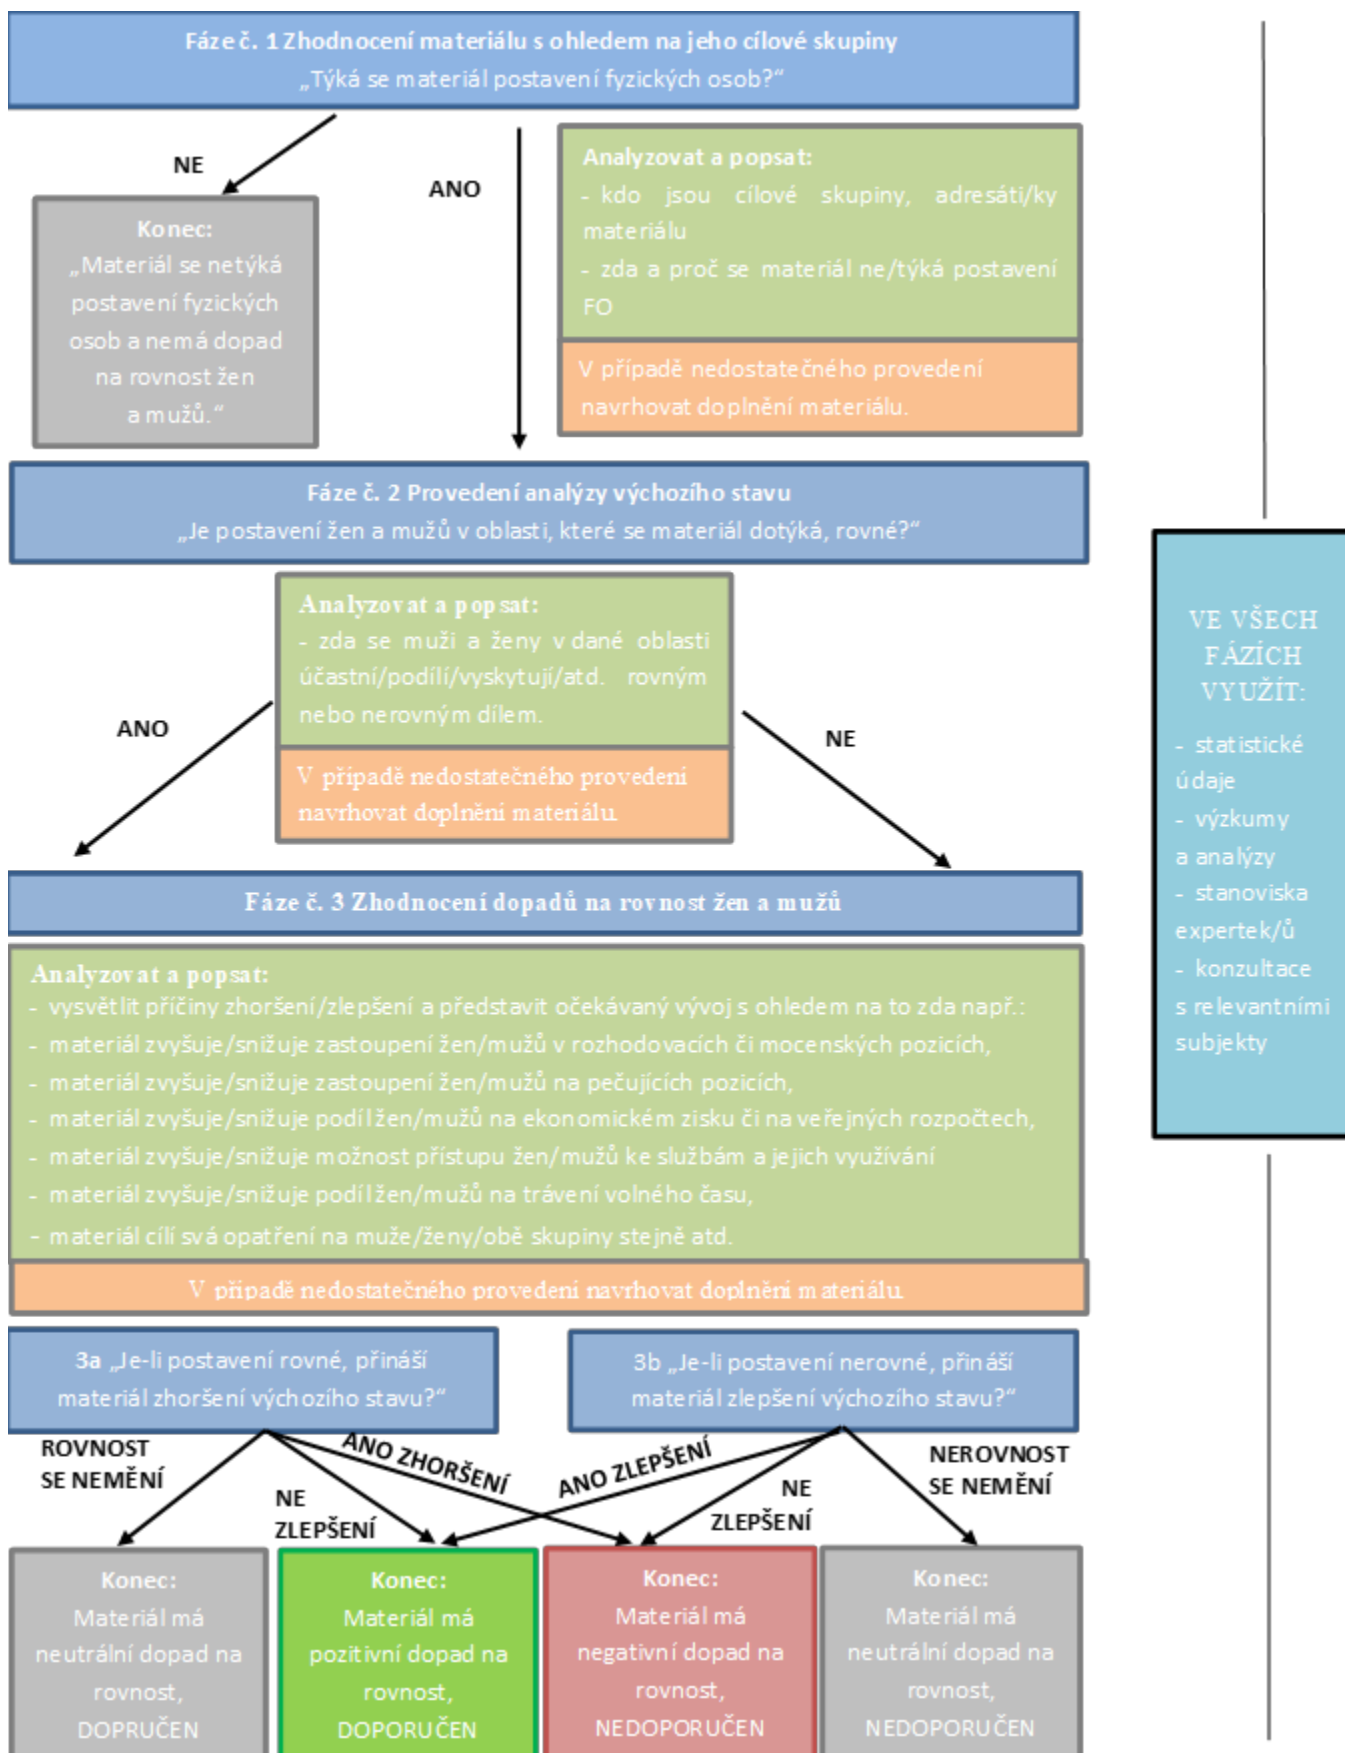 Fáze č. 1 Zhodnocení materiálu s ohledem na jeho cílové skupiny
„Týká se materiál postavení fyzických osob?“
NE
ANO
Konec:
„Materiál se netýká
postavení fyzických
osob a nemá dopad
na rovnost žen
a mužů.“
Analyzovat a popsat:
- kdo jsou cílové skupiny, adresáti/ky
materiálu
- zda a proč se materiál ne/týká postavení
FO
V případě nedostatečného provedení
navrhovat doplnění materiálu.
Fáze č. 2 Provedení analýzy výchozího stavu
„Je postavení žen a mužů v oblasti, které se materiál dotýká, rovné?“
Analyzovat a popsat:
- zda se muži a ženy v dané oblasti
účastní/podílí/vyskytují/atd. rovným
nebo nerovným dílem.
V případě nedostatečného provedení
navrhovat doplnění materiálu.
ANO
NE
Fáze č. 3 Zhodnocení dopadů na rovnost žen a mužů
Analyzovat a popsat:
- vysvětlit příčiny zhoršení/zlepšení a představit očekávaný vývoj s ohledem na to zda např.:
- materiál zvyšuje/snižuje zastoupení žen/mužů v rozhodovacích či mocenských pozicích,
- materiál zvyšuje/snižuje zastoupení žen/mužů na pečujících pozicích,
- materiál zvyšuje/snižuje podíl žen/mužů na ekonomickém zisku či na veřejných rozpočtech,
- materiál zvyšuje/snižuje možnost přístupu žen/mužů ke službám a jejich využívání
- materiál zvyšuje/snižuje podíl žen/mužů na trávení volného času,
- materiál cílí svá opatření na muže/ženy/obě skupiny stejně atd.
V případě nedostatečného provedení navrhovat doplnění materiálu.
3a „Je-li postavení rovné, přináší
materiál zhoršení výchozího stavu?“
3b „Je-li postavení nerovné, přináší
materiál zlepšení výchozího stavu?“
ROVNOST
SE NEMĚNÍ
NE
ZLEPŠENÍ
ANO ZHORŠENÍ
ANO ZLEPŠENÍ
NE
ZLEPŠENÍ
NEROVNOST
SE NEMĚNÍ
Konec:
Materiál má
neutrální dopad na
rovnost,
DOPRUČEN
Konec:
Materiál má
pozitivní dopad na
rovnost,
DOPORUČEN
Konec:
Materiál má
negativní dopad na
rovnost,
NEDOPORUČEN
Konec:
Materiál má
neutrální dopad na
rovnost,
NEDOPORUČEN
VE VŠECH
FÁZÍCH
VYUŽÍT:
- statistické
údaje
- výzkumy
a analýzy
- stanoviska
expertek/ů
- konzultace
s relevantními
subjekty